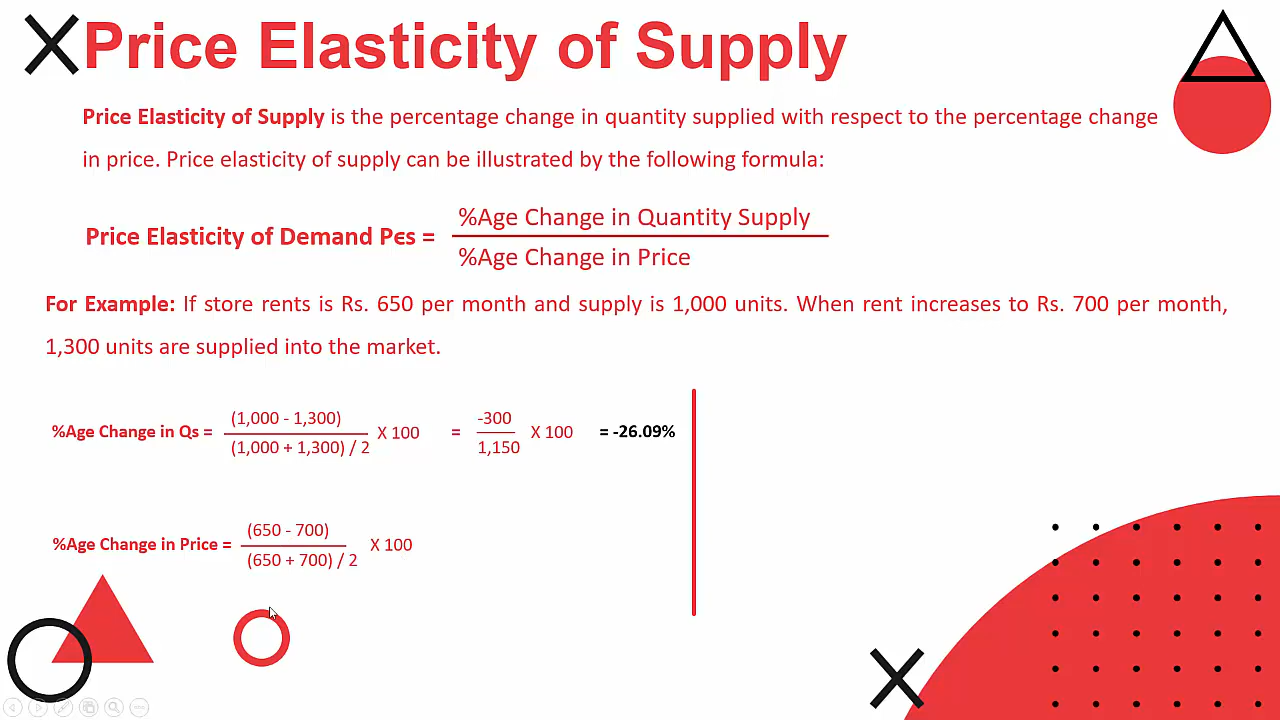 Price Elasticity of Supply
Price Elasticity of Supply is the percentage change in quantity supplied with respect to the percentage change
in price. Price elasticity of supply can be illustrated by the following formula:
Price Elasticity of Demand Pϵs =
%Age Change in Quantity Supply
%Age Change in Price
For Example: If store rents is Rs. 650 per month and supply is 1,000 units. When rent increases to Rs. 700 per month,
1,300 units are supplied into the market.
%Age Change in Qs =
(1,000 - 1,300)
(1,000 + 1,300) / 2
X 100
=
-300
1,150
X 100
= -26.09%
%Age Change in Price =
(650 - 700)
(650 + 700) / 2
X 100